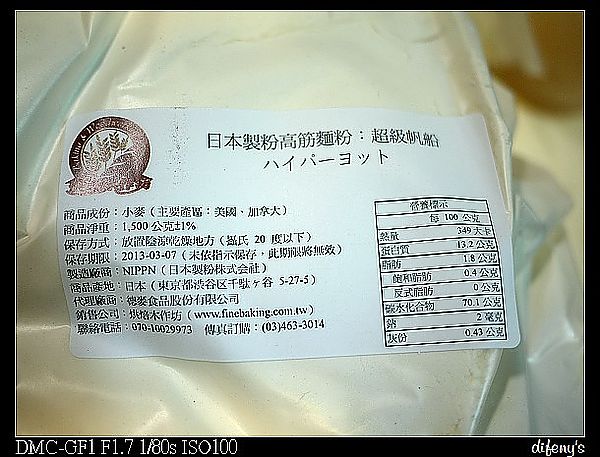 日本製粉高筋麵粉：超級帆船
ハイパーヨット
商品成份：小麥（主要產區：美國、加拿大）
商品淨重：1,500 公克±1%
保存方式：放置陰涼乾燥地方（攝氏 20 度以下）
保存期限：2013-03-07（未依指示保存，此期限將無效）
製造廠商：NIPPN（日本製粉株式会社）
商品產地：日本（東京都渋谷区千駄ヶ谷 5-27-5）
代理廠商：德麥食品股份有限公司
銷售公司：烘焙木作坊（www.finebaking.com.tw）
聯絡電話：070-10029973 傳真訂購：(03)463-3014
營養標示
每 100 公克
熱量 349 大卡
蛋白質 13.2 公克
脂肪 1.8 公克
飽和脂肪 0.4 公克
反式脂肪 0 公克
碳水化合物 70.1 公克
鈉 2 毫克
灰份 0.43 公克
DMC-GF1 F1.7 1/80s ISO100
difeny's